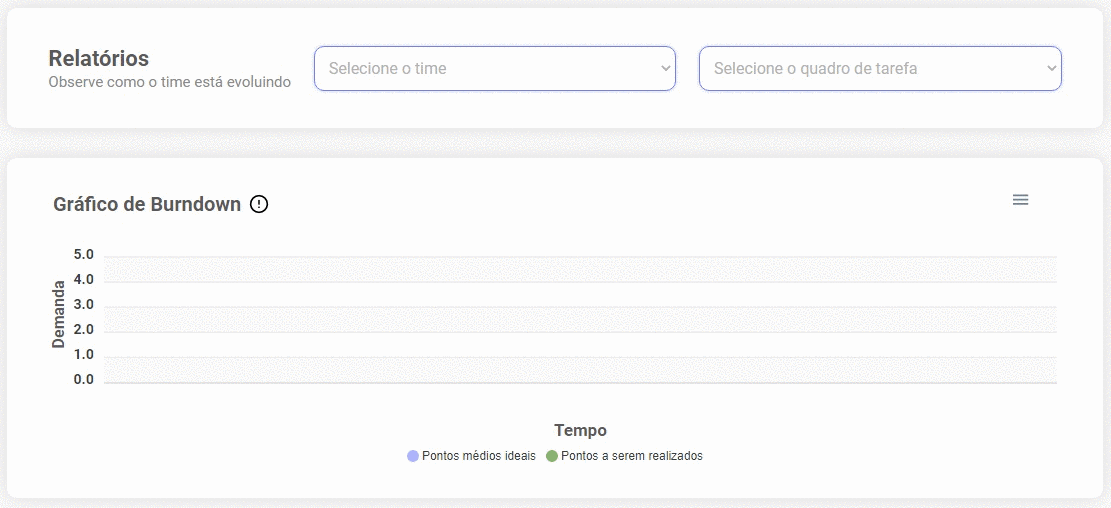 Relatórios
Observe como o time está evoluindo
Selecione o time
Selecione o quadro de tarefa
Gráfico de Burndown
5.0
4.0
3.0
2.0
1.0
0.0
Demanda
Tempo
Pontos médios ideais
Pontos a serem realizados